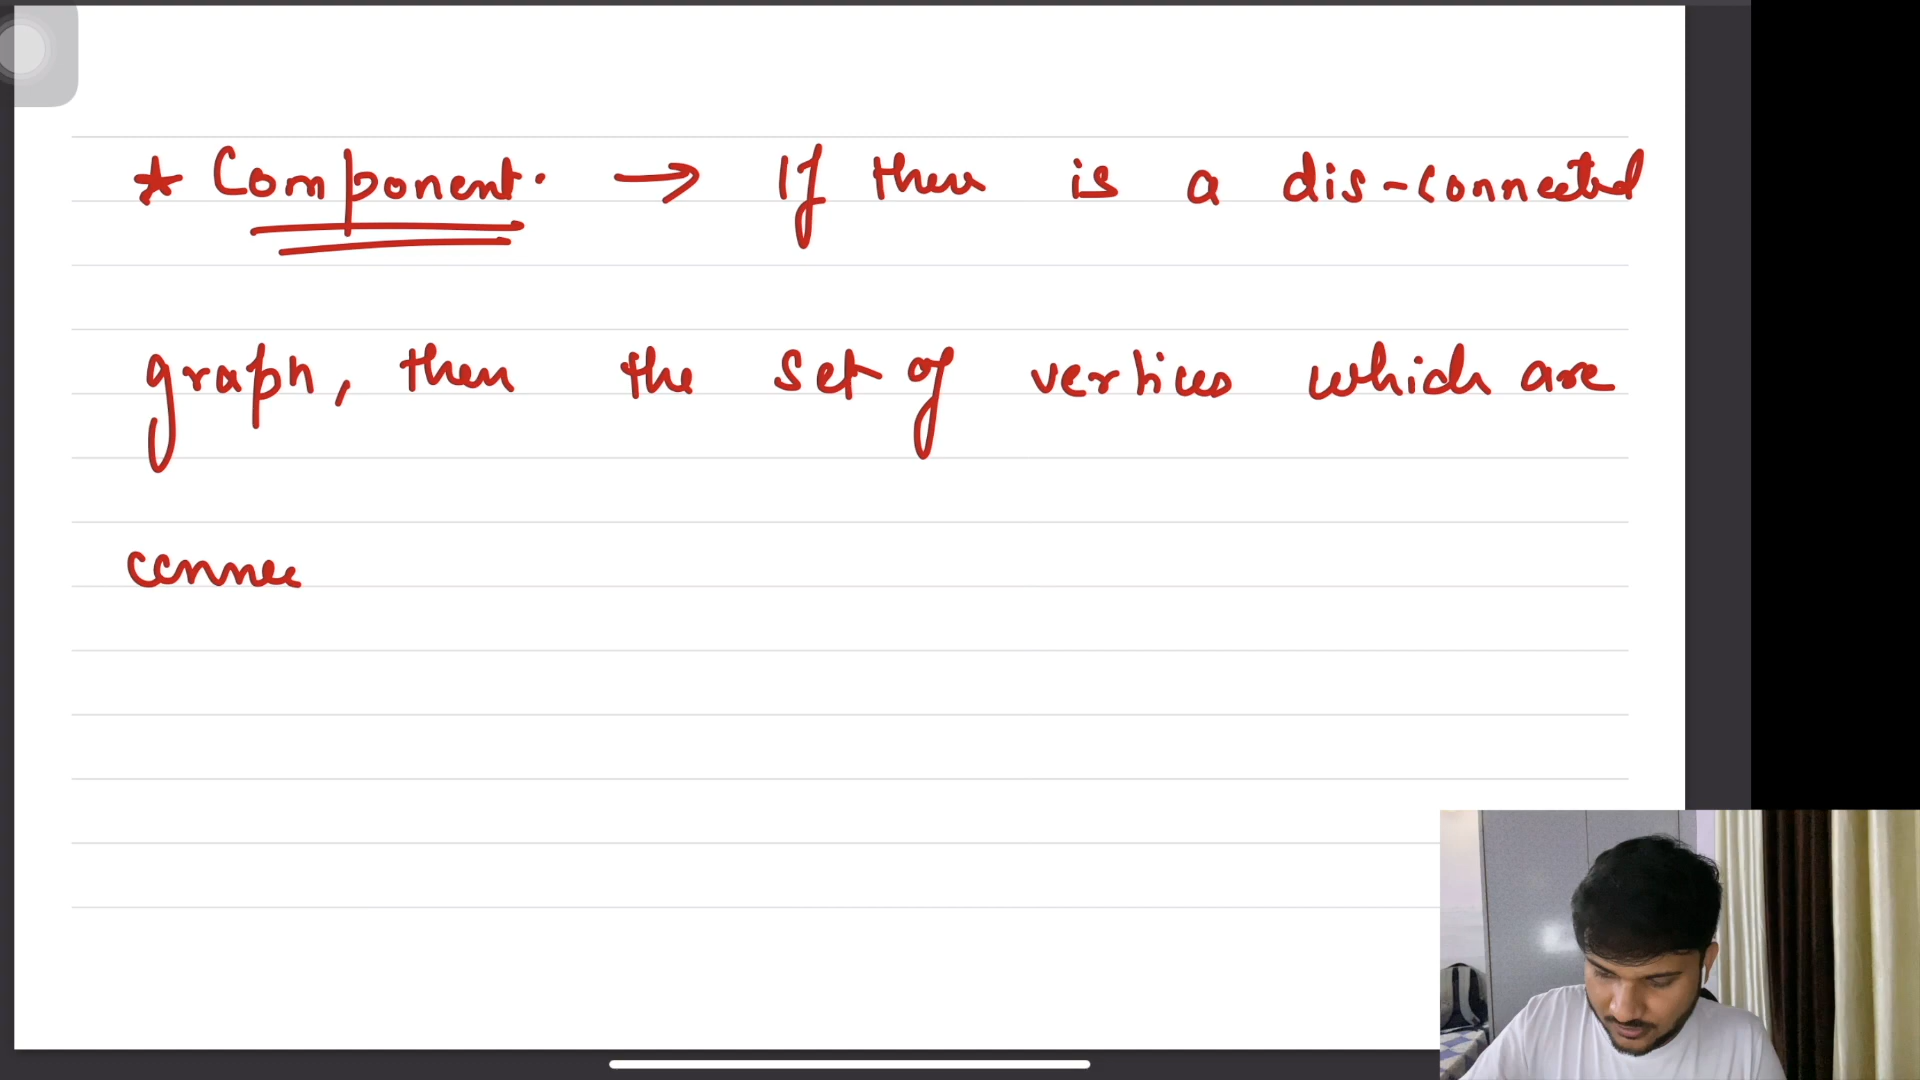 * Component. → If there is a dis-connected
graph, then the set of vertices which are
connec